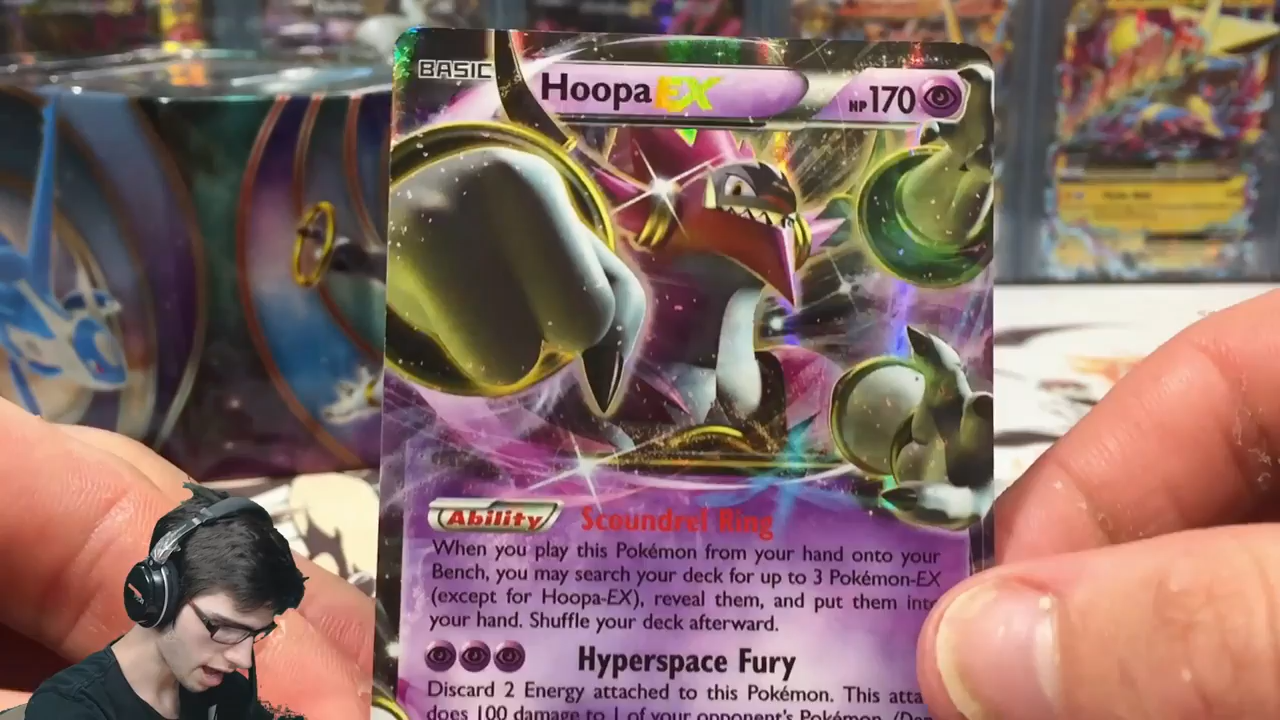 BASIC
Hoopa EX
HP 170
Ability Scoundrel Ring
When you play this Pokémon from your hand onto your
Bench, you may search your deck for up to 3 Pokémon-EX
(except for Hoopa-EX), reveal them, and put them into
your hand. Shuffle your deck afterward.
Hyperspace Fury
Discard 2 Energy attached to this Pokémon. This atta
does 100 damage to 1 of your opponent's Pokémon.